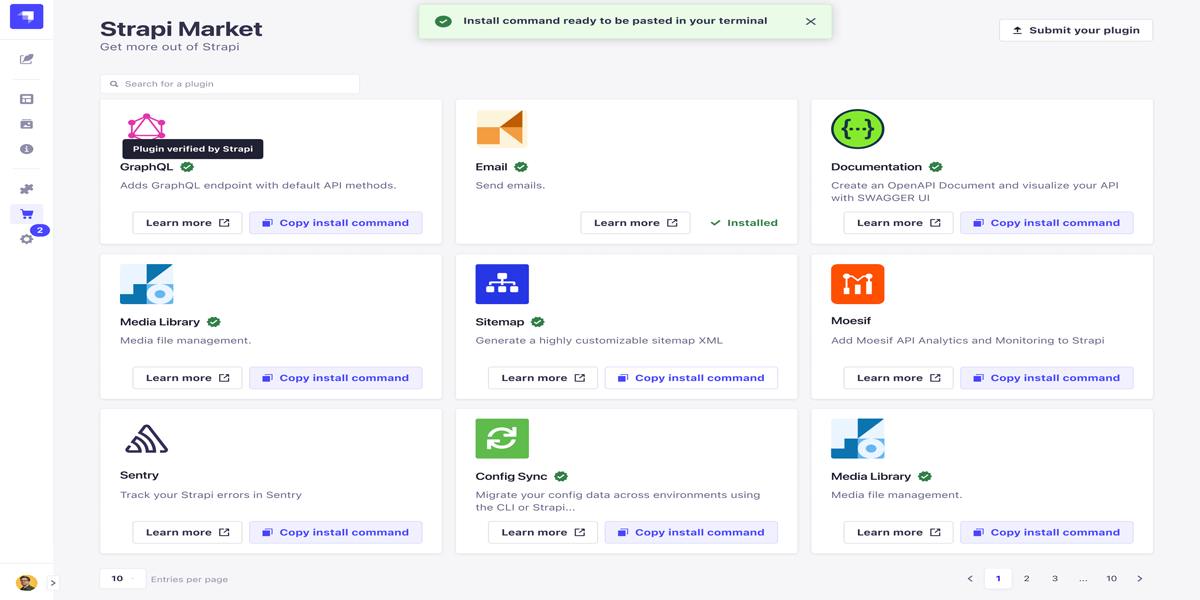 Install command ready to be pasted in your terminal
Strapi Market
Get more out of Strapi
Submit your plugin
Search for a plugin
Plugin verified by Strapi
GraphQL
Adds GraphQL endpoint with default API methods.
Learn more
Copy install command
Email
Send emails.
Learn more
Installed
Documentation
Create an OpenAPI Document and visualize your API
with SWAGGER UI
Learn more
Copy install command
2
Media Library
Media file management.
Learn more
Copy install command
Sitemap
Generate a highly customizable sitemap XML
Learn more
Copy install command
Moesif
Add Moesif API Analytics and Monitoring to Strapi
Learn more
Copy install command
Sentry
Track your Strapi errors in Sentry
Learn more
Copy install command
Config Sync
Migrate your config data across environments using
the CLI or Strapi...
Learn more
Copy install command
Media Library
Media file management.
Learn more
Copy install command
10
Entries per page
1 2 3 ... 10